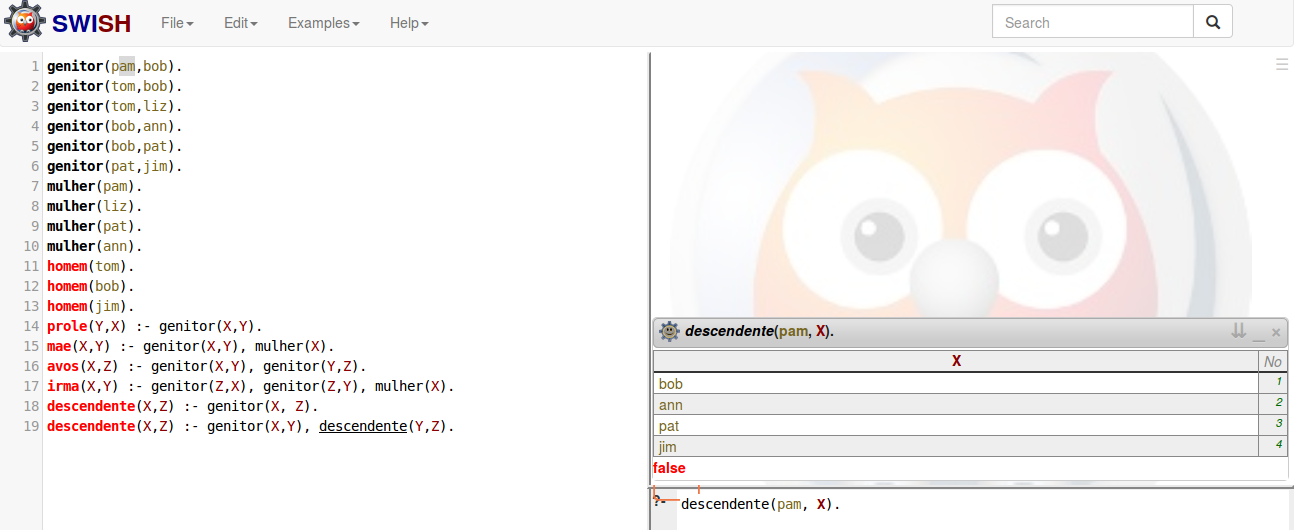 SWISH File Edit Examples Help Search
1 genitor(pam,bob).
2 genitor(tom,bob).
3 genitor(tom,liz).
4 genitor(bob,ann).
5 genitor(bob,pat).
6 genitor(pat,jim).
7 mulher(pam).
8 mulher(liz).
9 mulher(pat).
10 mulher(ann).
11 homem(tom).
12 homem(bob).
13 homem(jim).
14 prole(Y,X) :- genitor(X,Y).
15 mae(X,Y) :- genitor(X,Y), mulher(X).
16 avos(X,Z) :- genitor(X,Y), genitor(Y,Z).
17 irma(X,Y) :- genitor(Z,X), genitor(Z,Y), mulher(X).
18 descendente(X,Z) :- genitor(X, Z).
19 descendente(X,Z) :- genitor(X,Y), descendente(Y,Z).
descendente(pam, X).
X No
bob 1
ann 2
pat 3
jim 4
false
?- descendente(pam, X).